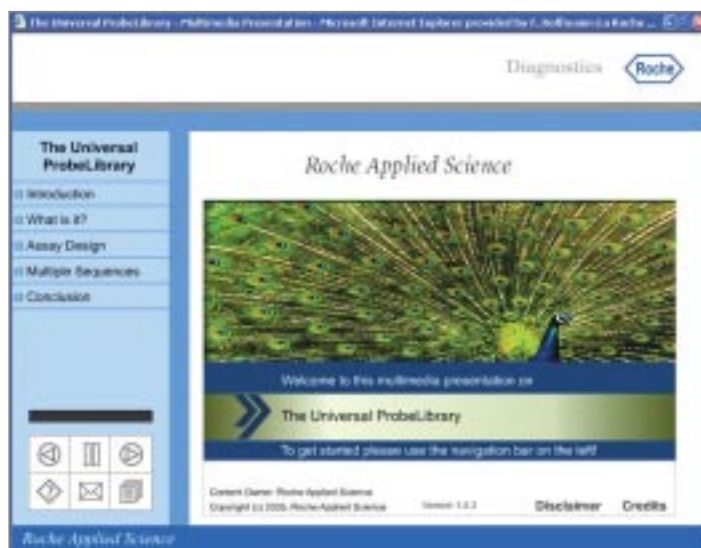 The Universal ProbeLibrary - Multimedia Presentation - Microsoft Internet Explorer provided by F. Hoffmann-La Roche ...
Diagnostics
Roche
The Universal
ProbeLibrary
Introduction
What is it?
Assay Design
Multiple Sequences
Conclusion
Roche Applied Science
Welcome to this multimedia presentation on
The Universal ProbeLibrary
To get started please use the navigation bar on the left!
?
Content Owner: Roche Applied Science
Copyright (c) 2005, Roche Applied Science
Disclaimer
Credits
Roche Applied Science